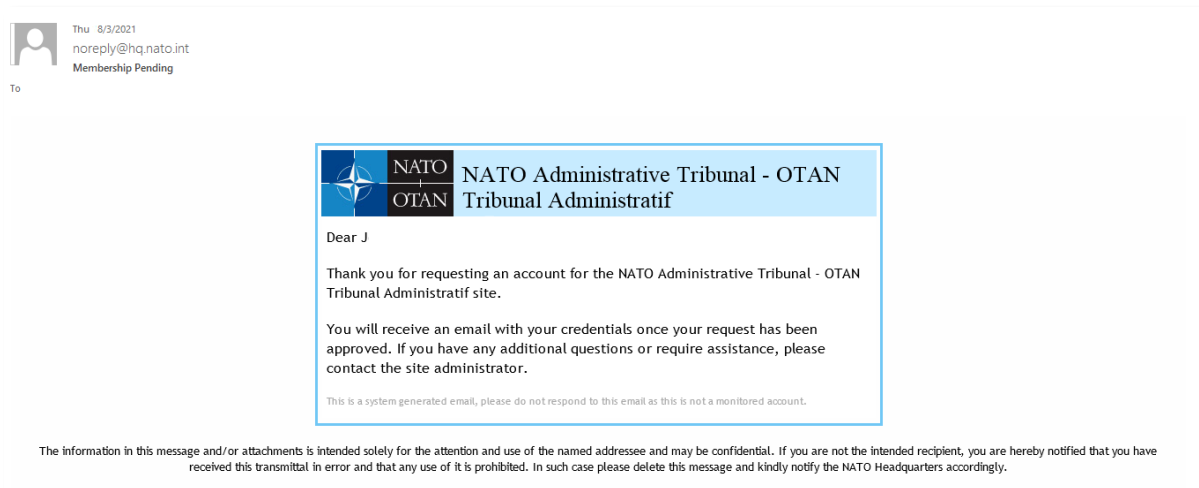 Thu 8/3/2021
noreply@hq.nato.int
Membership Pending
To
NATO
OTAN
NATO Administrative Tribunal - OTAN
Tribunal Administratif
Dear J
Thank you for requesting an account for the NATO Administrative Tribunal - OTAN
Tribunal Administratif site.
You will receive an email with your credentials once your request has been
approved. If you have any additional questions or require assistance, please
contact the site administrator.
This is a system generated email, please do not respond to this email as this is not a monitored account.
The information in this message and/or attachments is intended solely for the attention and use of the named addressee and may be confidential. If you are not the intended recipient, you are hereby notified that you have
received this transmittal in error and that any use of it is prohibited. In such case please delete this message and kindly notify the NATO Headquarters accordingly.